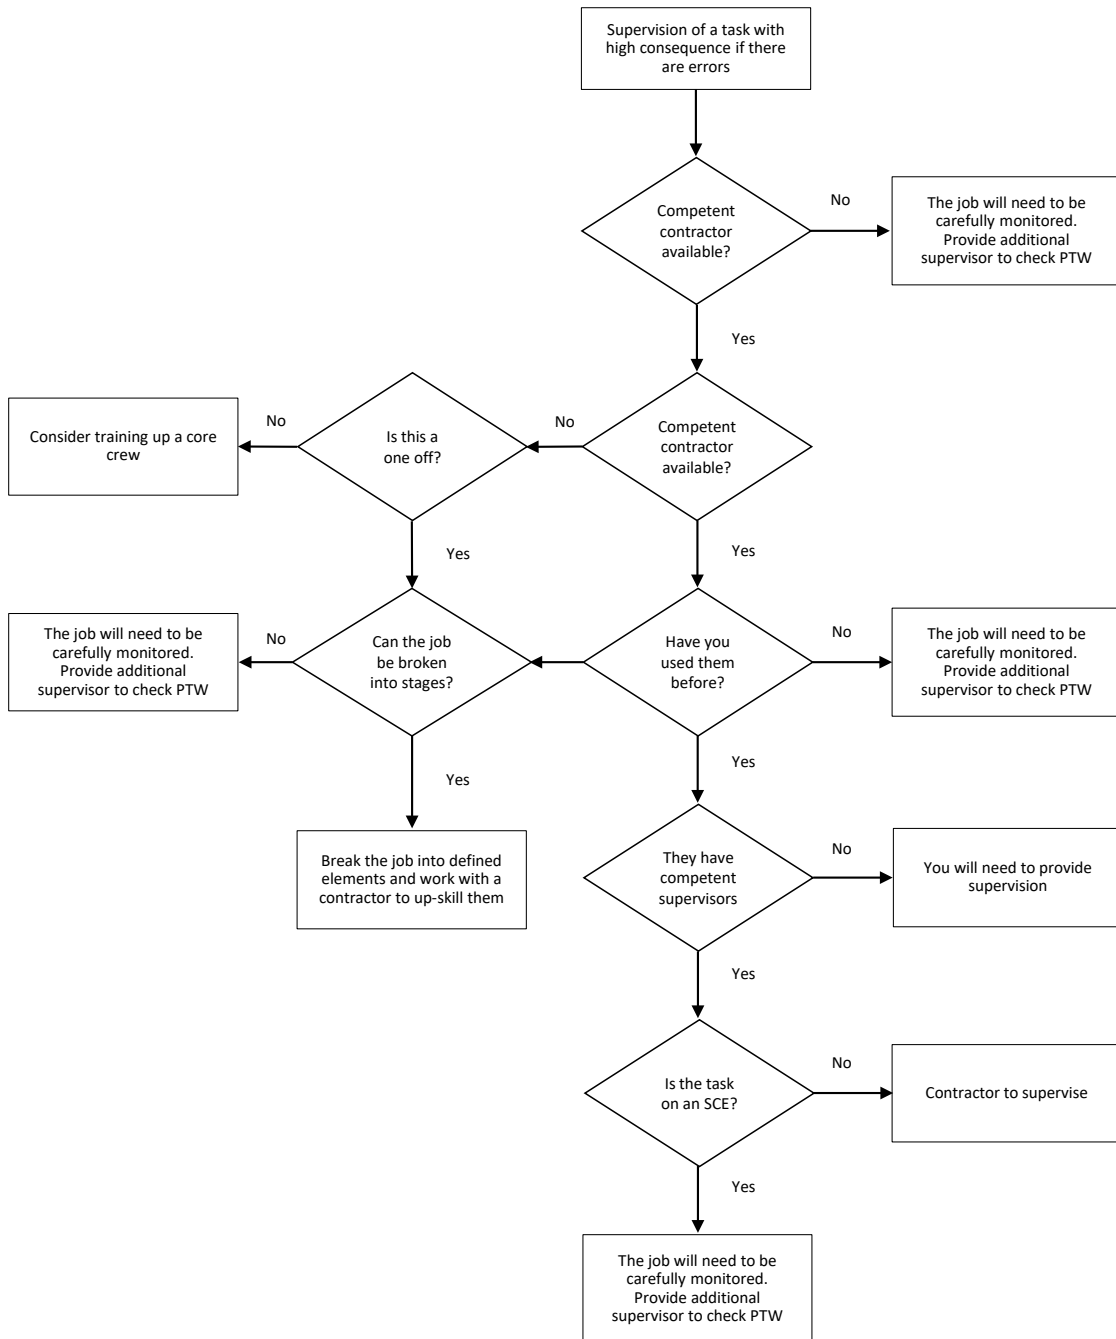 Supervision of a task with
high consequence if there
are errors
Competent
contractor
available?
No
The job will need to be
carefully monitored.
Provide additional
supervisor to check PTW
Yes
Consider training up a core
crew
No
Is this a
one off?
No
Competent
contractor
available?
Yes
Yes
The job will need to be
carefully monitored.
Provide additional
supervisor to check PTW
No
Can the job
be broken
into stages?
Have you
used them
before?
No
The job will need to be
carefully monitored.
Provide additional
supervisor to check PTW
Yes
Yes
Break the job into defined
elements and work with a
contractor to up-skill them
They have
competent
supervisors
No
You will need to provide
supervision
Yes
Is the task
on an SCE?
No
Contractor to supervise
Yes
The job will need to be
carefully monitored.
Provide additional
supervisor to check PTW